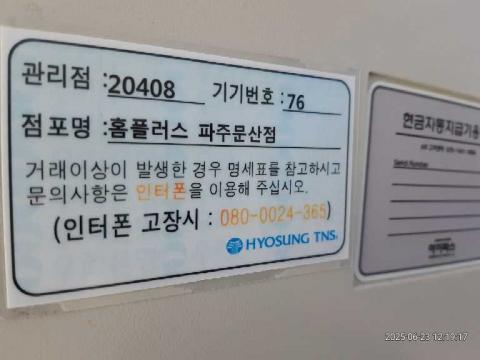 관리점 : 20408 기기번호 : 76
점포명 : 홈플러스 파주문산점
거래이상이 발생한 경우 명세표를 참고하시고
문의사항은 인터폰을 이용해 주십시오.
(인터폰 고장시 : 080-0024-365)
HYOSUNG TNS
현금자동지급기용
Serial Number
2025-06-23 12:19:17